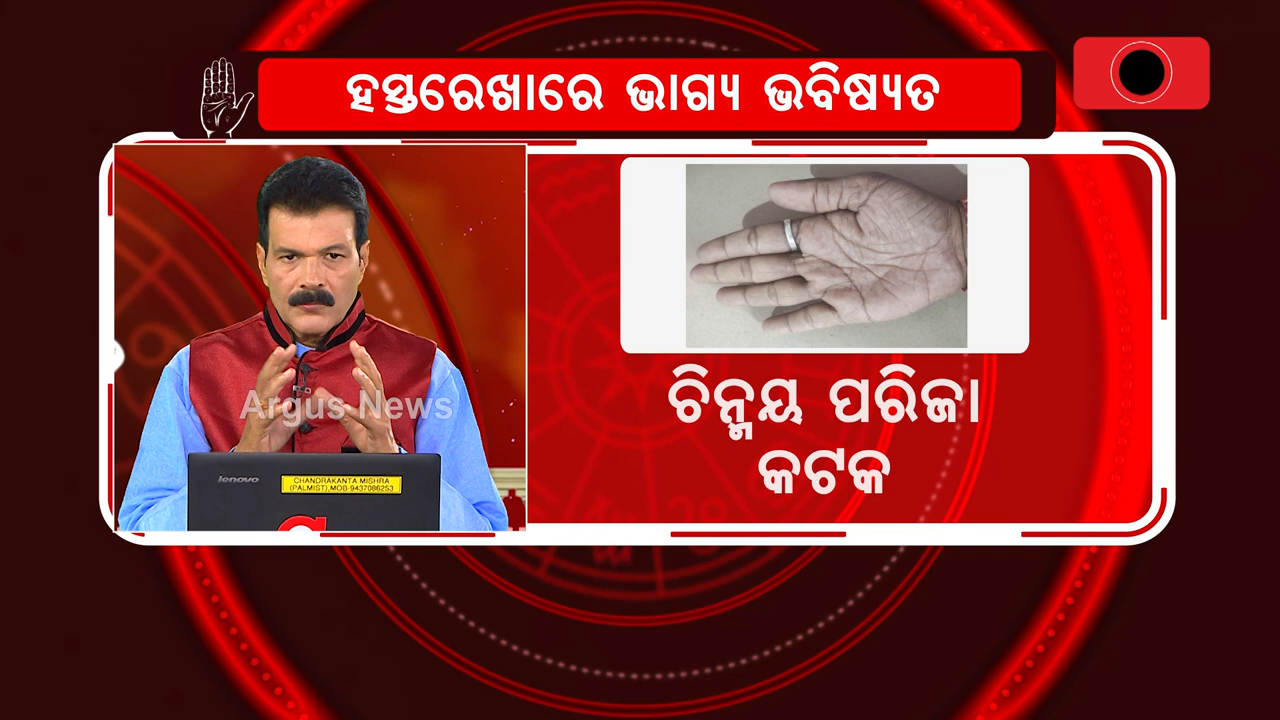 ହସ୍ତରେଖାରେ ଭାଗ୍ୟ ଭବିଷ୍ୟତ
Argus News
lenovo
CHANDRAKANTA MISHRA
(PALMIST),MOB-9437086253
ଚିନ୍ମୟ ପରିଜା
କଟକ